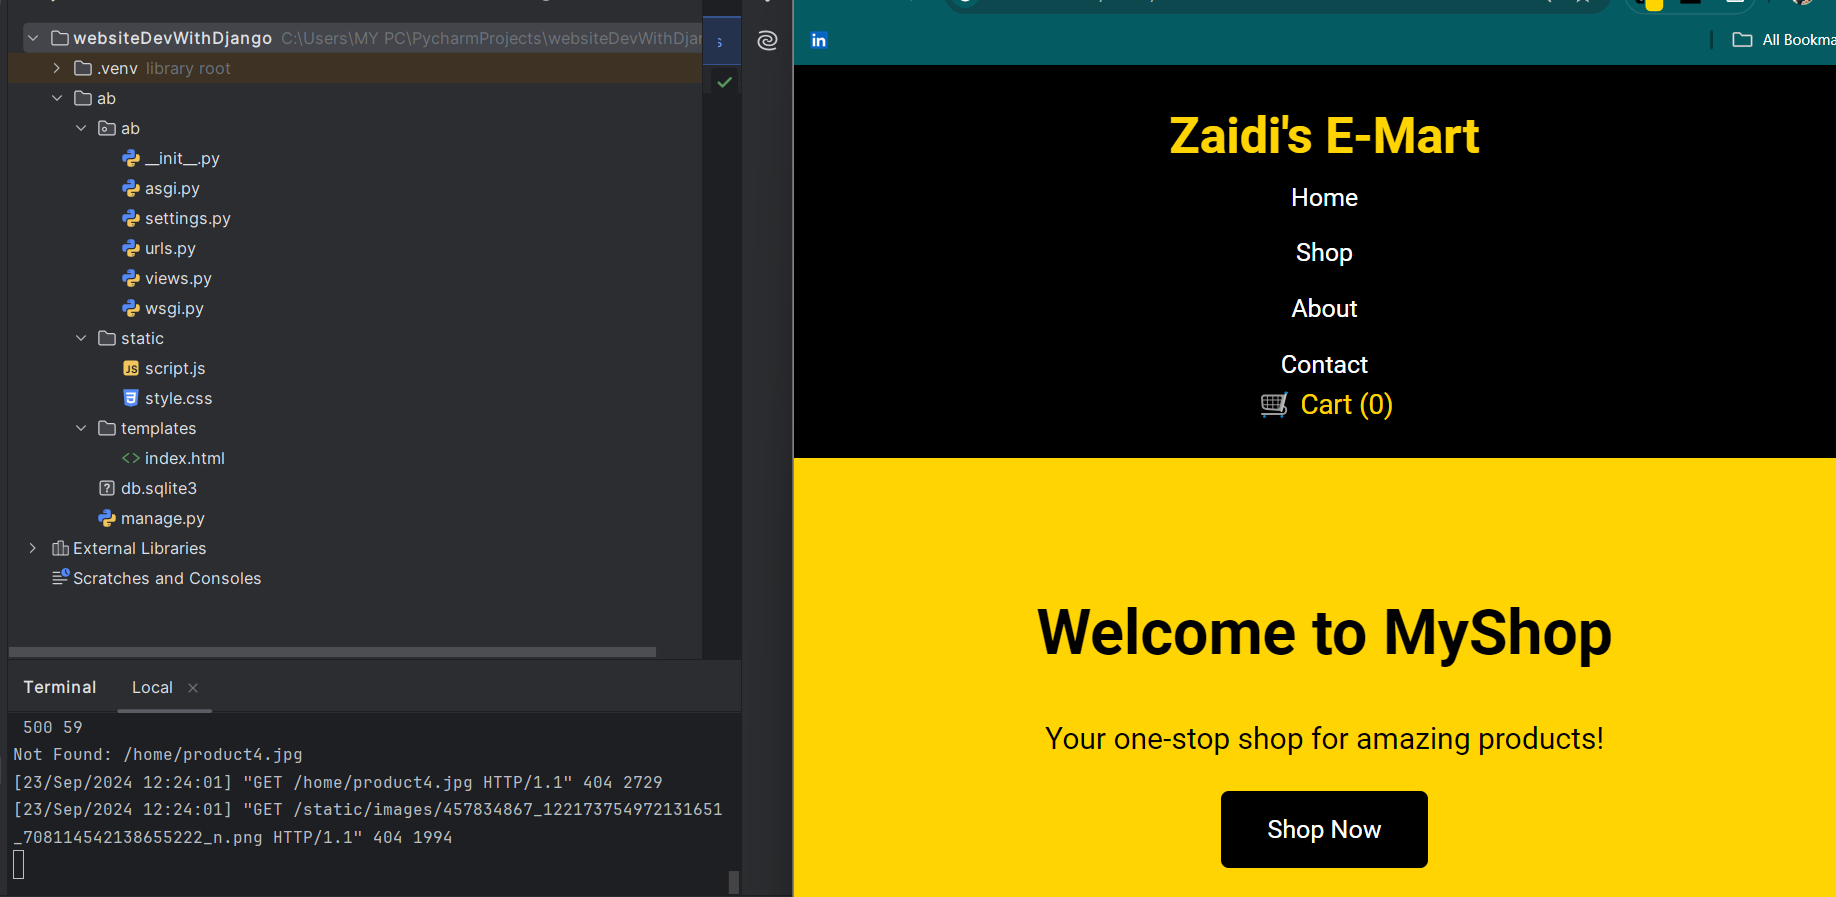 websiteDevWithDjango C:\Users\MY PC\PycharmProjects\websiteDevWithDjan
.venv library root
ab
ab
__init__.py
asgi.py
settings.py
urls.py
views.py
wsgi.py
static
JS script.js
style.css
templates
<> index.html
? db.sqlite3
manage.py
External Libraries
Scratches and Consoles
s
Terminal Local ×
500 59
Not Found: /home/product4.jpg
[23/Sep/2024 12:24:01] "GET /home/product4.jpg HTTP/1.1" 404 2729
[23/Sep/2024 12:24:01] "GET /static/images/457834867_122173754972131651
_708114542138655222_n.png HTTP/1.1" 404 1994
in
All Bookma
Zaidi's E-Mart
Home
Shop
About
Contact
🛒 Cart (0)
Welcome to MyShop
Your one-stop shop for amazing products!
Shop Now